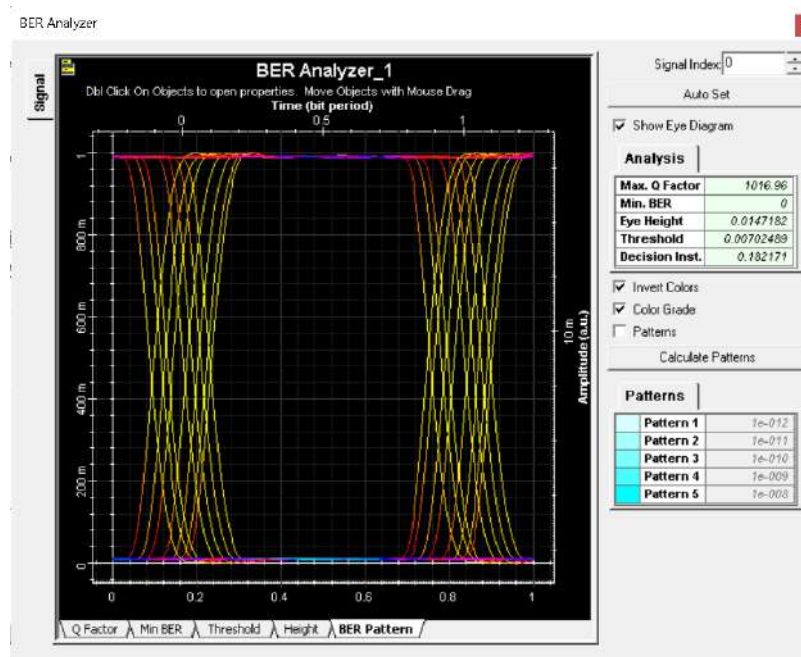 BER Analyzer
Signal
BER Analyzer_1
Dbl Click On Objects to open properties. Move Objects with Mouse Drag
Time (bit period)
0 0.5 1
1
800 m
600 m
400 m
200 m
0
10 m
Amplitude (a.u.)
0 0.2 0.4 0.6 0.8 1
Q Factor Min BER Threshold Height BER Pattern
Signal Index: 0
Auto Set
Show Eye Diagram
Analysis
Max. Q Factor 1016.96
Min. BER 0
Eye Height 0.0147182
Threshold 0.00702489
Decision Inst. 0.182171
Invert Colors
Color Grade
Patterns
Calculate Patterns
Patterns
Pattern 1 1e-012
Pattern 2 1e-011
Pattern 3 1e-010
Pattern 4 1e-009
Pattern 5 1e-008